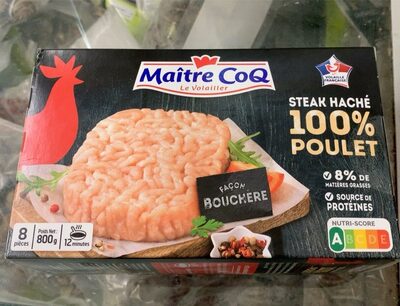 Maître CoQ
Le Volailler
VOLAILLE
FRANÇAISE
STEAK HACHÉ
100%
POULET
8% DE
MATIÈRES GRASSES
SOURCE DE
PROTÉINES
FAÇON
BOUCHÈRE
8
pièces
Poids Net :
800g
12 minutes
NUTRI-SCORE
A B C D E